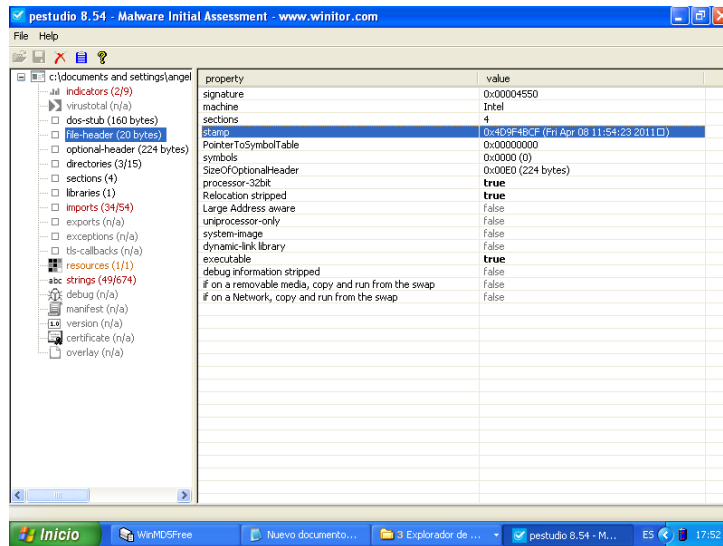 pestudio 8.54 - Malware Initial Assessment - www.winitor.com
File Help
c:\documents and settings\angel
indicators (2/9)
virustotal (n/a)
dos-stub (160 bytes)
file-header (20 bytes)
optional-header (224 bytes)
directories (3/15)
sections (4)
libraries (1)
imports (34/54)
exports (n/a)
exceptions (n/a)
tls-callbacks (n/a)
resources (1/1)
abc strings (49/674)
debug (n/a)
manifest (n/a)
1.0 version (n/a)
certificate (n/a)
overlay (n/a)
property value
signature 0x00004550
machine Intel
sections 4
stamp 0x4D9F4BCF (Fri Apr 08 11:54:23 2011□)
PointerToSymbolTable 0x00000000
symbols 0x0000 (0)
SizeOfOptionalHeader 0x00E0 (224 bytes)
processor-32bit true
Relocation stripped true
Large Address aware false
uniprocessor-only false
system-image false
dynamic-link library false
executable true
debug information stripped false
if on a removable media, copy and run from the swap false
if on a Network, copy and run from the swap false
Inicio WinMD5Free Nuevo documento... 3 Explorador de ... pestudio 8.54 - M... ES 17:52